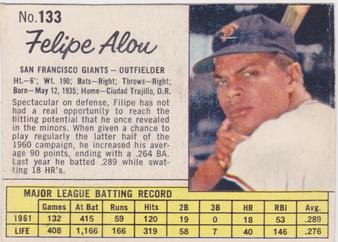 No. 133
Felipe Alou
SAN FRANCISCO GIANTS — OUTFIELDER
Ht.—6'; Wt. 190; Bats—Right; Throws—Right;
Born—May 12, 1935; Home—Ciudad Trujillo, D.R.
Spectacular on defense, Felipe has not
had a real opportunity to reach the
hitting potential that he once revealed
in the minors. When given a chance to
play regularly the latter half of the
1960 campaign, he increased his average
90 points, ending with a .264 BA.
Last year he batted .289 while swatting
18 HR's.
MAJOR LEAGUE BATTING RECORD
Games At Bat Runs Hits 2B 3B HR RBI Avg.
1961 132 415 59 120 19 0 18 53 .289
LIFE 408 1,166 166 319 58 7 40 146 .276